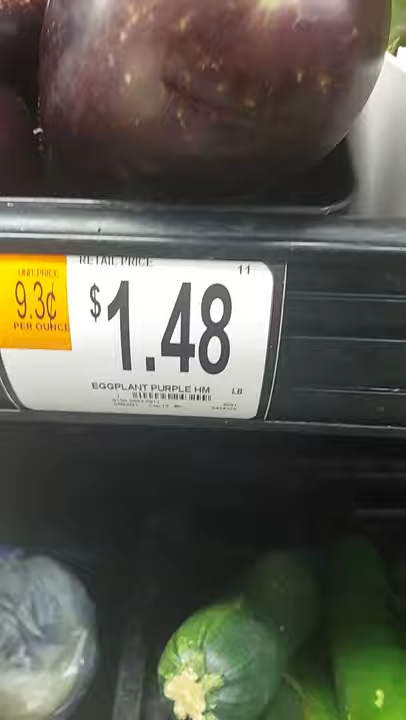 UNIT PRICE
9.3¢
PER OUNCE
RETAIL PRICE
11
$1.48
EGGPLANT PURPLE HM
LB